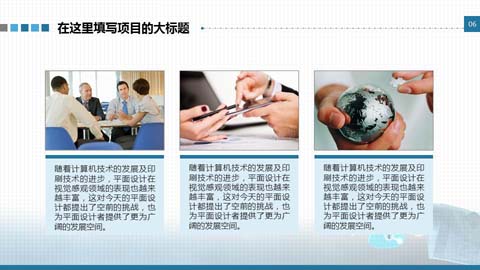 在这里填写项目的大标题
06
随着计算机技术的发展及印
刷技术的进步，平面设计在
视觉感观领域的表现也越来
越丰富，这对今天的平面设
计都提出了空前的挑战，也
为平面设计者提供了更为广
阔的发展空间。
随着计算机技术的发展及印
刷技术的进步，平面设计在
视觉感观领域的表现也越来
越丰富，这对今天的平面设
计都提出了空前的挑战，也
为平面设计者提供了更为广
阔的发展空间。
随着计算机技术的发展及印
刷技术的进步，平面设计在
视觉感观领域的表现也越来
越丰富，这对今天的平面设
计都提出了空前的挑战，也
为平面设计者提供了更为广
阔的发展空间。